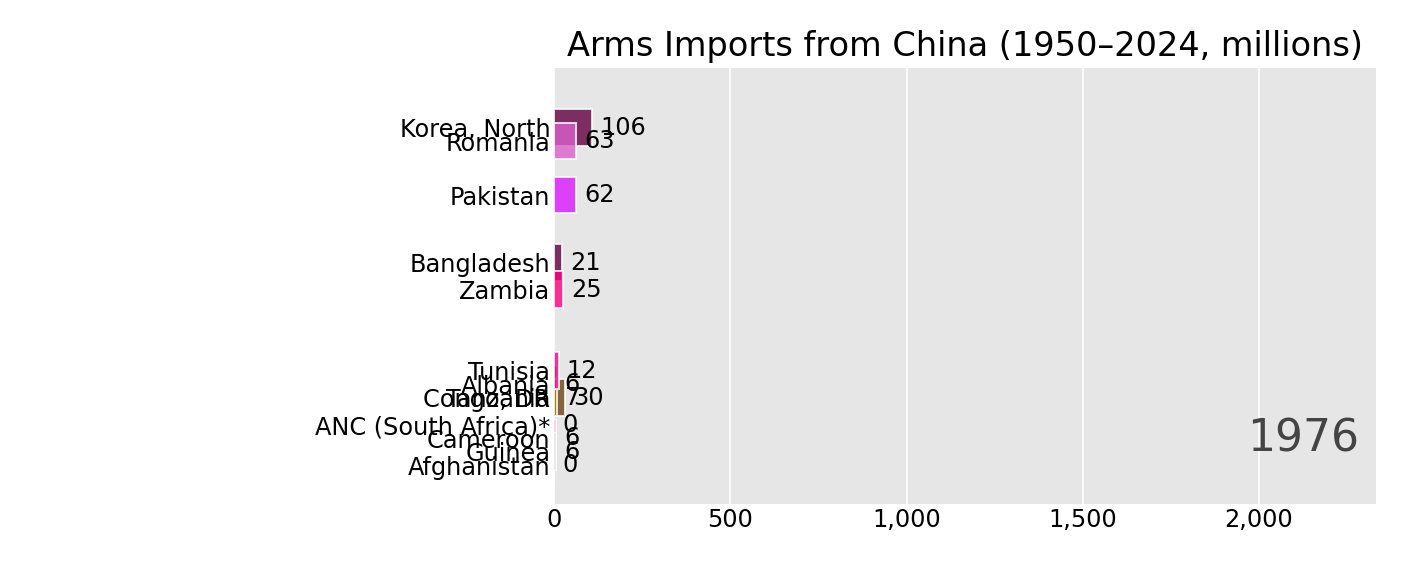 Arms Imports from China (1950–2024, millions)
Korea, North 106
Romania 63
Pakistan 62
Bangladesh 21
Zambia 25
Tunisia 12
Albania 6
Tanzania 30
7
ANC (South Africa)* 0
Cameroon 6
Guinea 6
Afghanistan 0
1976
0 500 1,000 1,500 2,000